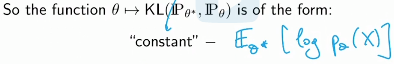 So the function θ ↦ KL(ℙ_θ*, ℙ_θ) is of the form:
“constant” − 𝔼_θ* [log p_θ(X)]